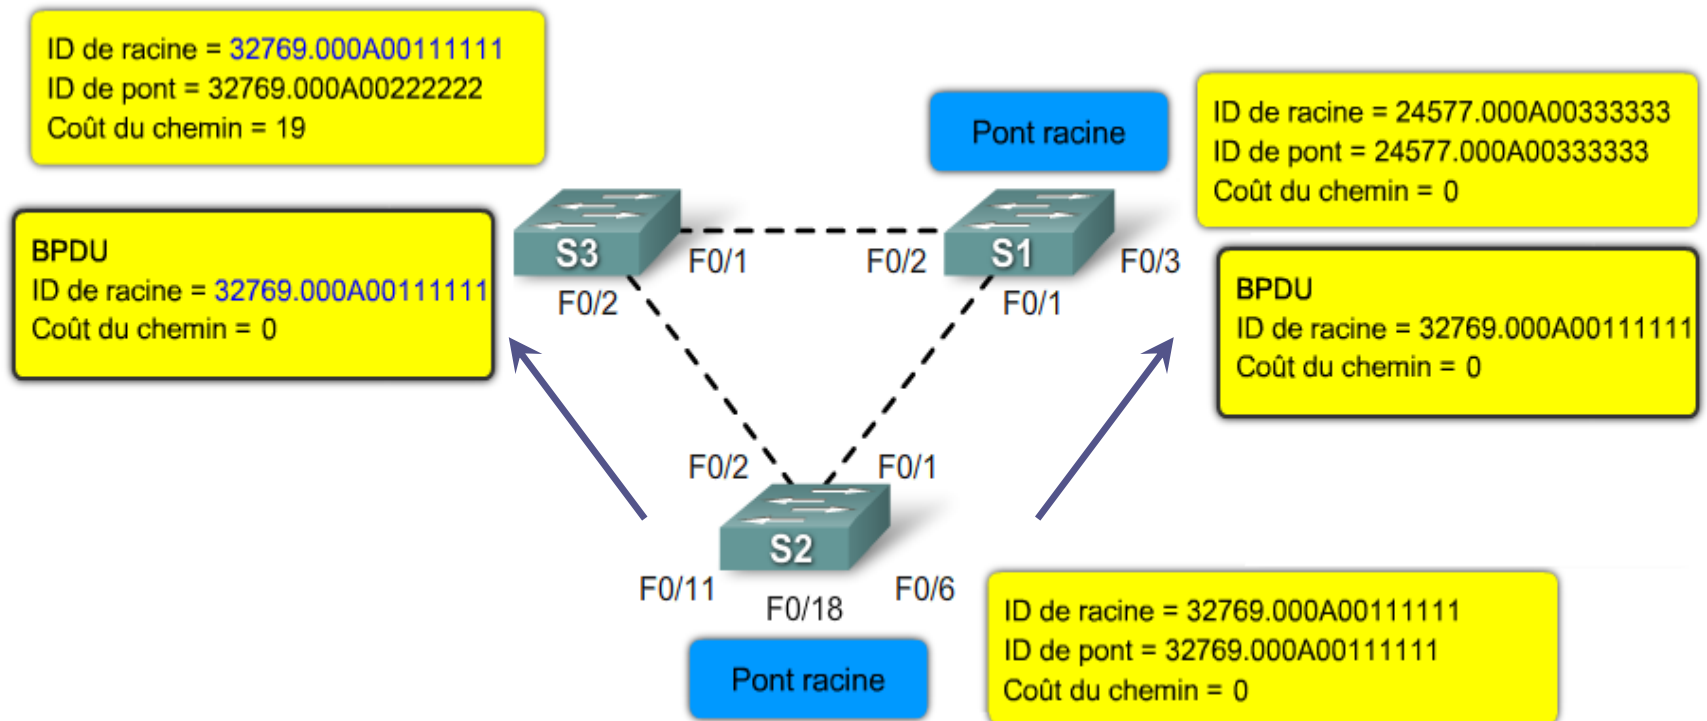 ID de racine = 32769.000A00111111
ID de pont = 32769.000A00222222
Coût du chemin = 19
Pont racine
ID de racine = 24577.000A00333333
ID de pont = 24577.000A00333333
Coût du chemin = 0
BPDU
ID de racine = 32769.000A00111111
Coût du chemin = 0
S3
F0/1
F0/2
S1
F0/3
F0/2
F0/1
BPDU
ID de racine = 32769.000A00111111
Coût du chemin = 0
F0/2
F0/1
S2
F0/11
F0/18
F0/6
Pont racine
ID de racine = 32769.000A00111111
ID de pont = 32769.000A00111111
Coût du chemin = 0